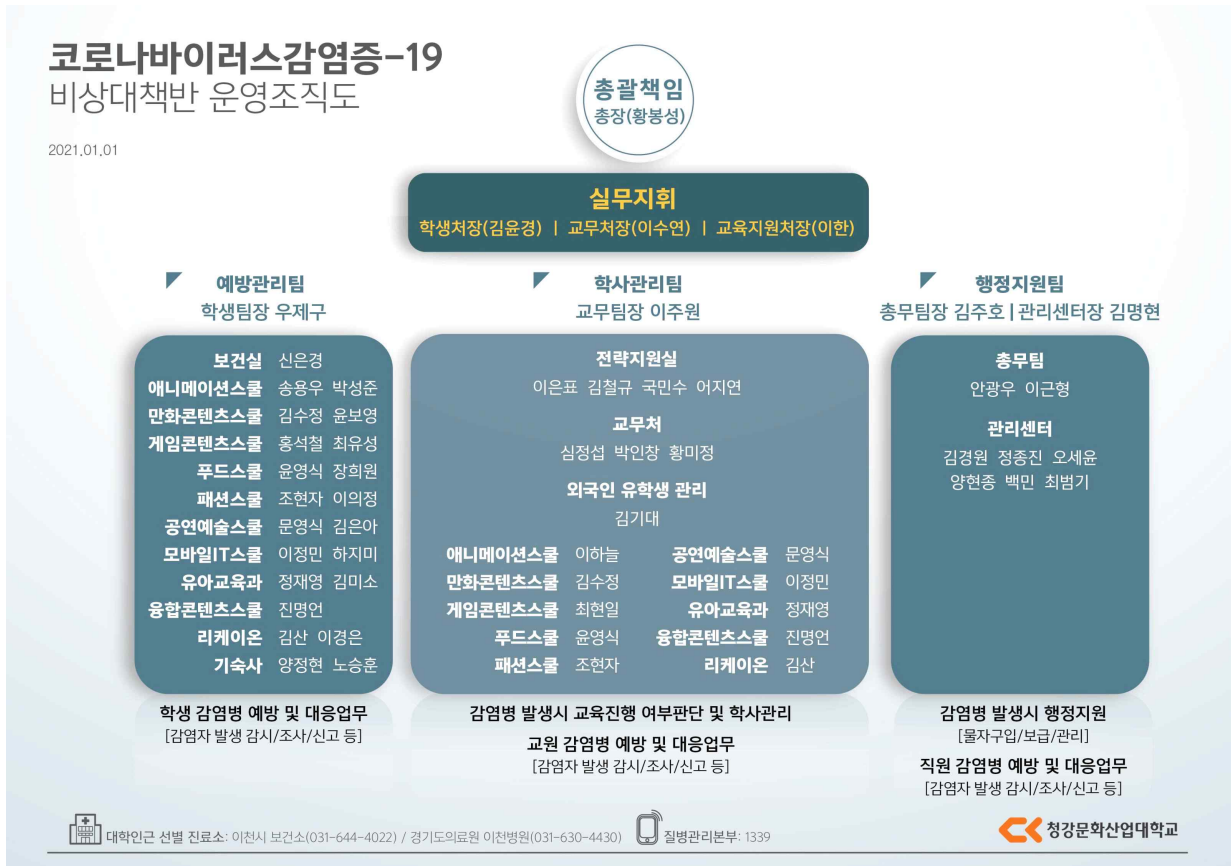 코로나바이러스감염증-19
비상대책반 운영조직도
2021.01.01
총괄책임
총장(황봉성)
실무지휘
학생처장(김윤경) | 교무처장(이수연) | 교육지원처장(이한)
예방관리팀
학생팀장 우제구
보건실 신은경
애니메이션스쿨 송용우 박성준
만화콘텐츠스쿨 김수정 윤보영
게임콘텐츠스쿨 홍석철 최유성
푸드스쿨 윤영식 장희원
패션스쿨 조현자 이의정
공연예술스쿨 문영식 김은아
모바일IT스쿨 이정민 하지미
유아교육과 정재영 김미소
융합콘텐츠스쿨 진명언
리케이온 김산 이경은
기숙사 양정현 노승훈
학생 감염병 예방 및 대응업무
[감염자 발생 감시/조사/신고 등]
학사관리팀
교무팀장 이주원
전략지원실
이은표 김철규 국민수 어지연
교무처
심정섭 박인창 황미정
외국인 유학생 관리
김기대
애니메이션스쿨 이하늘 공연예술스쿨 문영식
만화콘텐츠스쿨 김수정 모바일IT스쿨 이정민
게임콘텐츠스쿨 최현일 유아교육과 정재영
푸드스쿨 윤영식 융합콘텐츠스쿨 진명언
패션스쿨 조현자 리케이온 김산
감염병 발생시 교육진행 여부판단 및 학사관리
교원 감염병 예방 및 대응업무
[감염자 발생 감시/조사/신고 등]
행정지원팀
총무팀장 김주호 | 관리센터장 김명현
총무팀
안광우 이근형
관리센터
김경원 정종진 오세윤
양현종 백민 최범기
감염병 발생시 행정지원
[물자구입/보급/관리]
직원 감염병 예방 및 대응업무
[감염자 발생 감시/조사/신고 등]
대학인근 선별 진료소: 이천시 보건소(031-644-4022) / 경기도의료원 이천병원(031-630-4430) 질병관리본부: 1339
CK 청강문화산업대학교